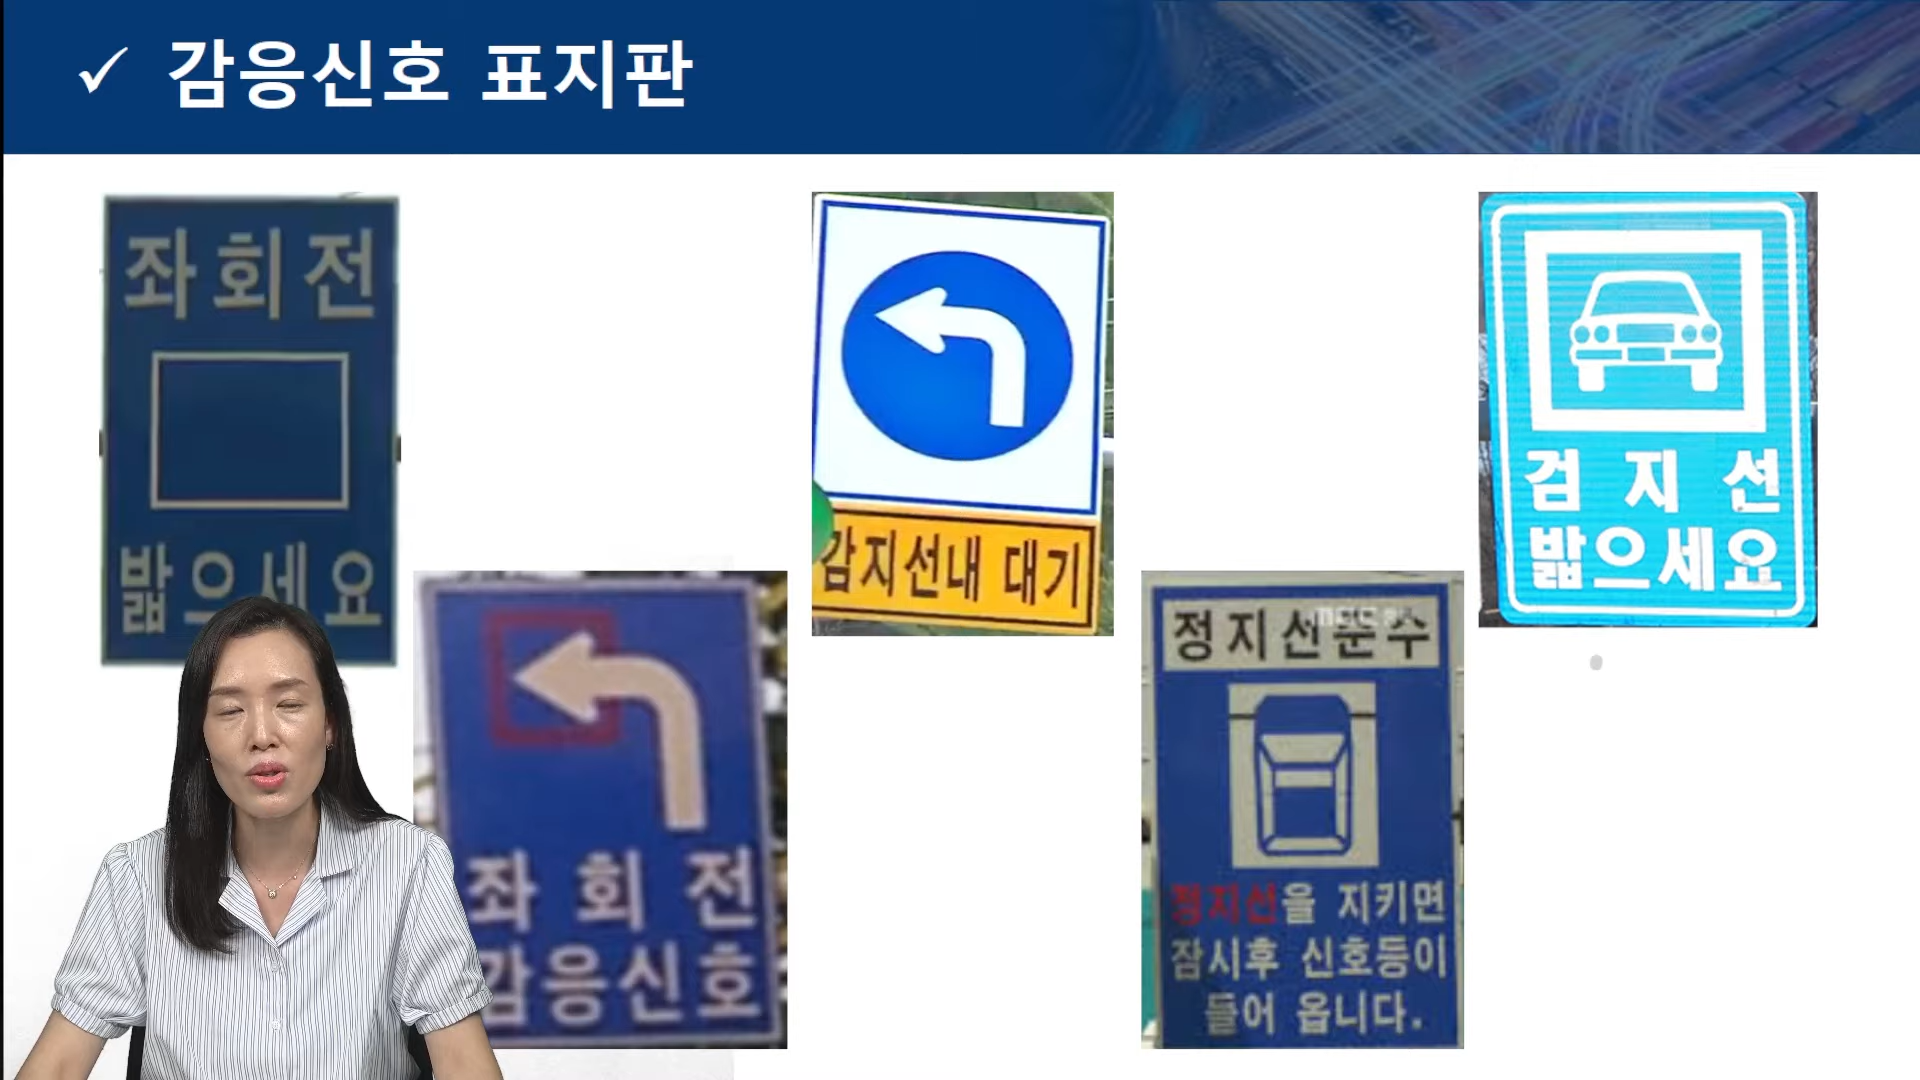 ✓ 감응신호 표지판
좌회전
밟으세요
좌 회 전
감응신호
감지선내 대기
정지선준수
정지선을 지키면
잠시후 신호등이
들어 옵니다.
검 지 선
밟으세요